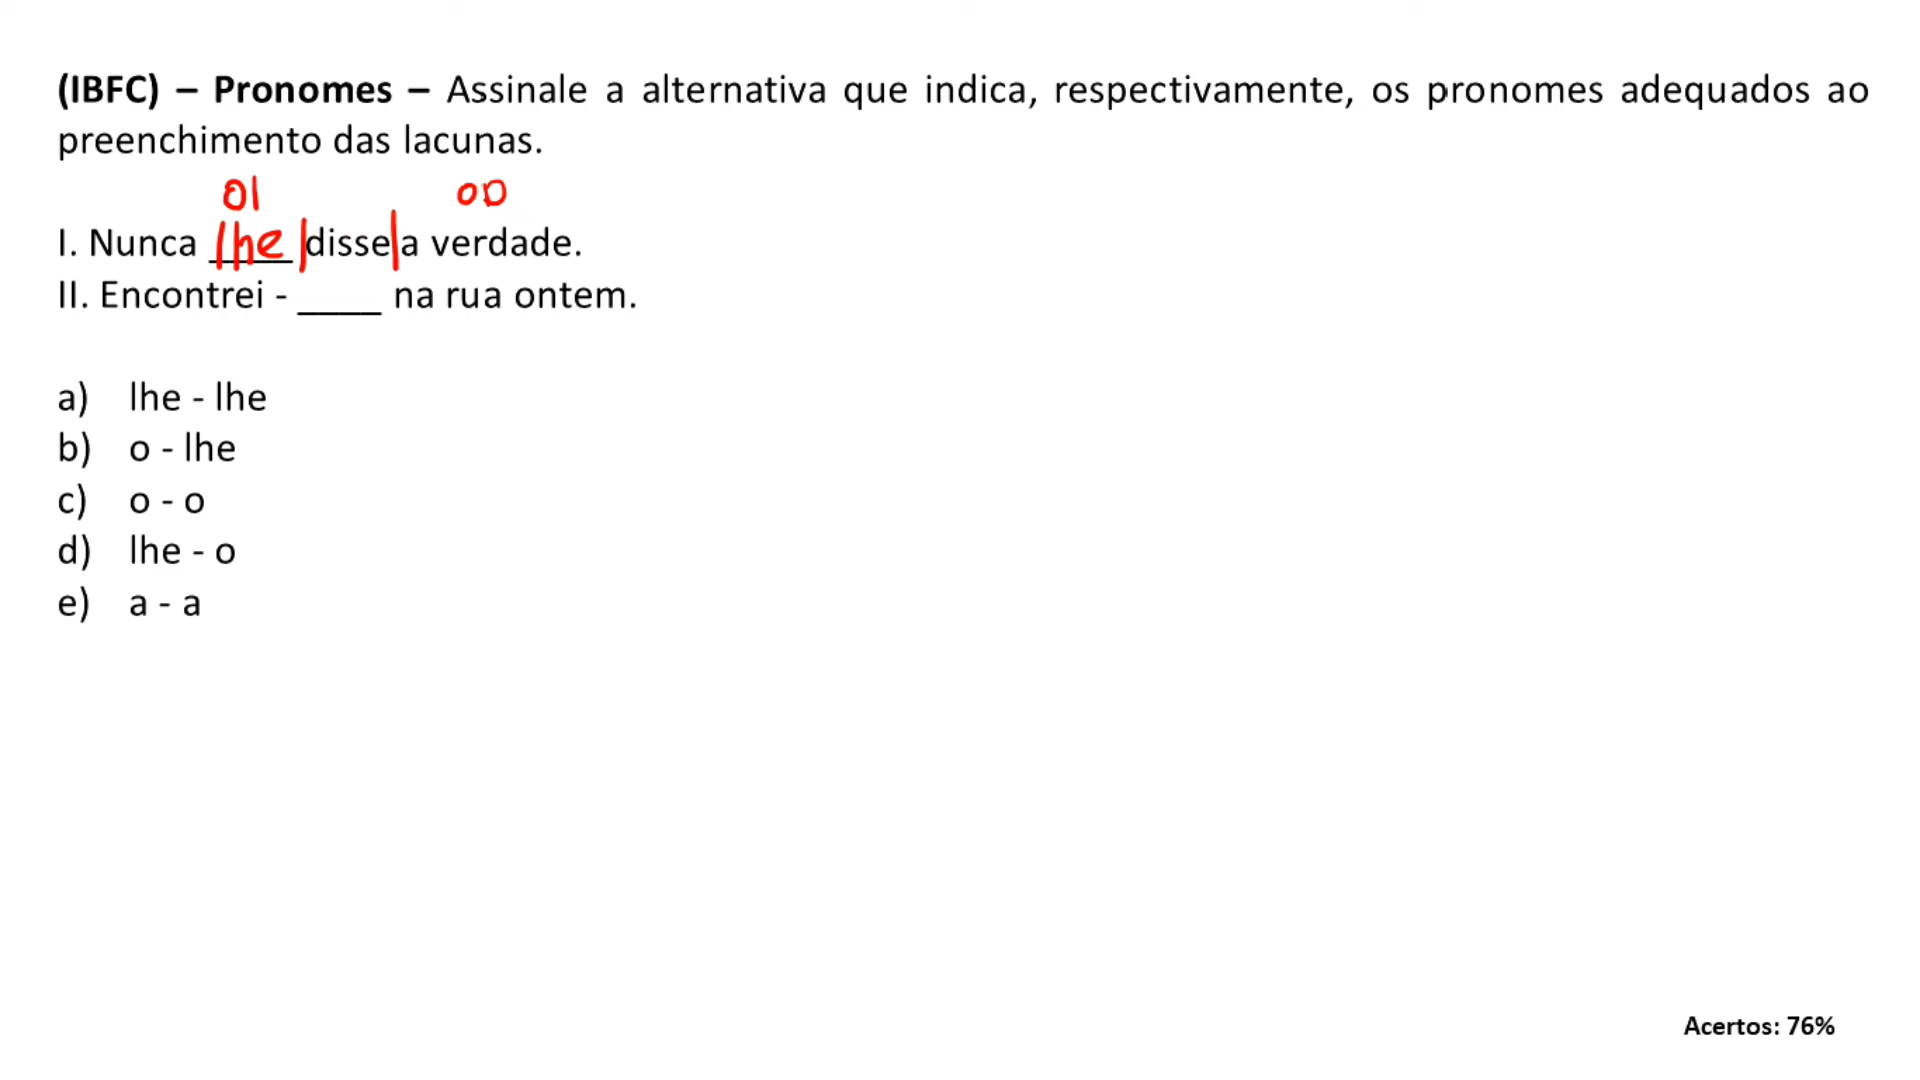 (IBFC) – Pronomes – Assinale a alternativa que indica, respectivamente, os pronomes adequados ao
preenchimento das lacunas.
OI OD
I. Nunca lhe disse a verdade.
II. Encontrei - ____ na rua ontem.
a) lhe - lhe
b) o - lhe
c) o - o
d) lhe - o
e) a - a
Acertos: 76%